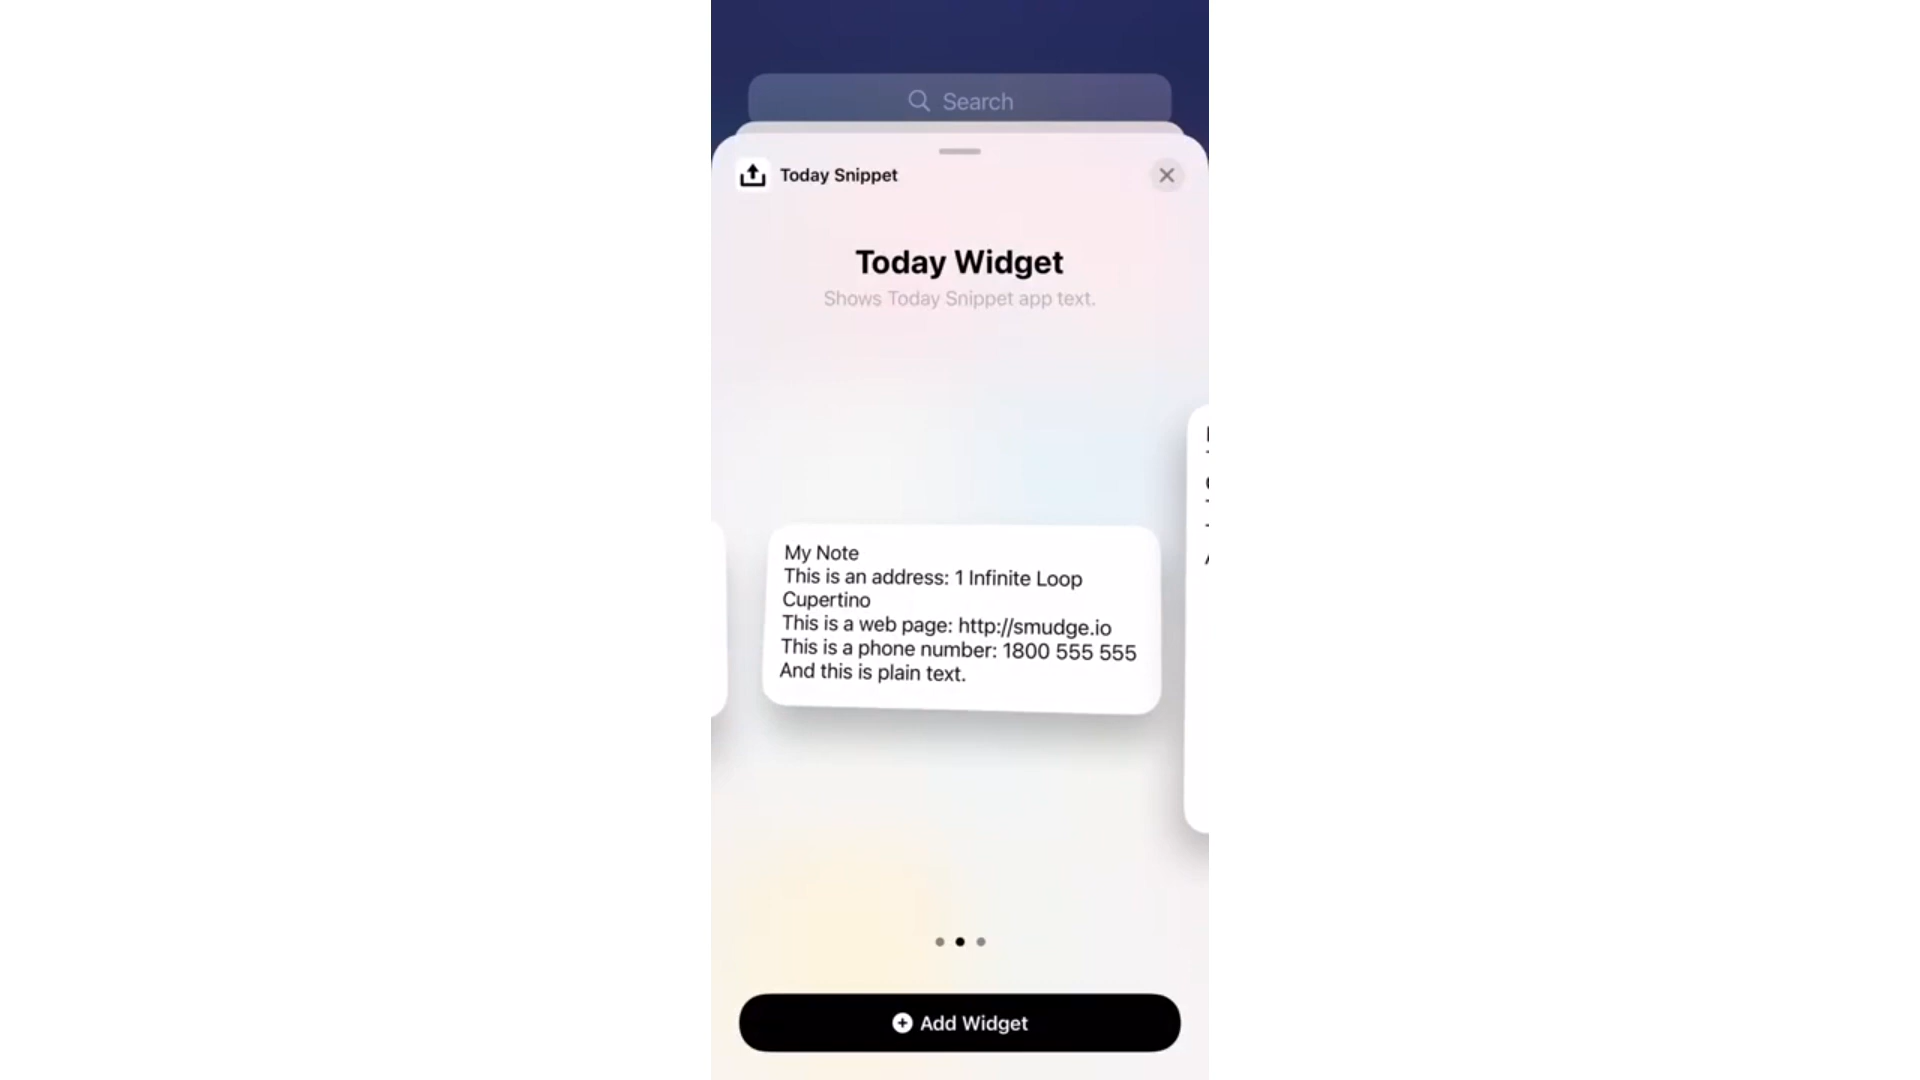 Search
Today Snippet
Today Widget
Shows Today Snippet app text.
My Note
This is an address: 1 Infinite Loop
Cupertino
This is a web page: http://smudge.io
This is a phone number: 1800 555 555
And this is plain text.
Add Widget